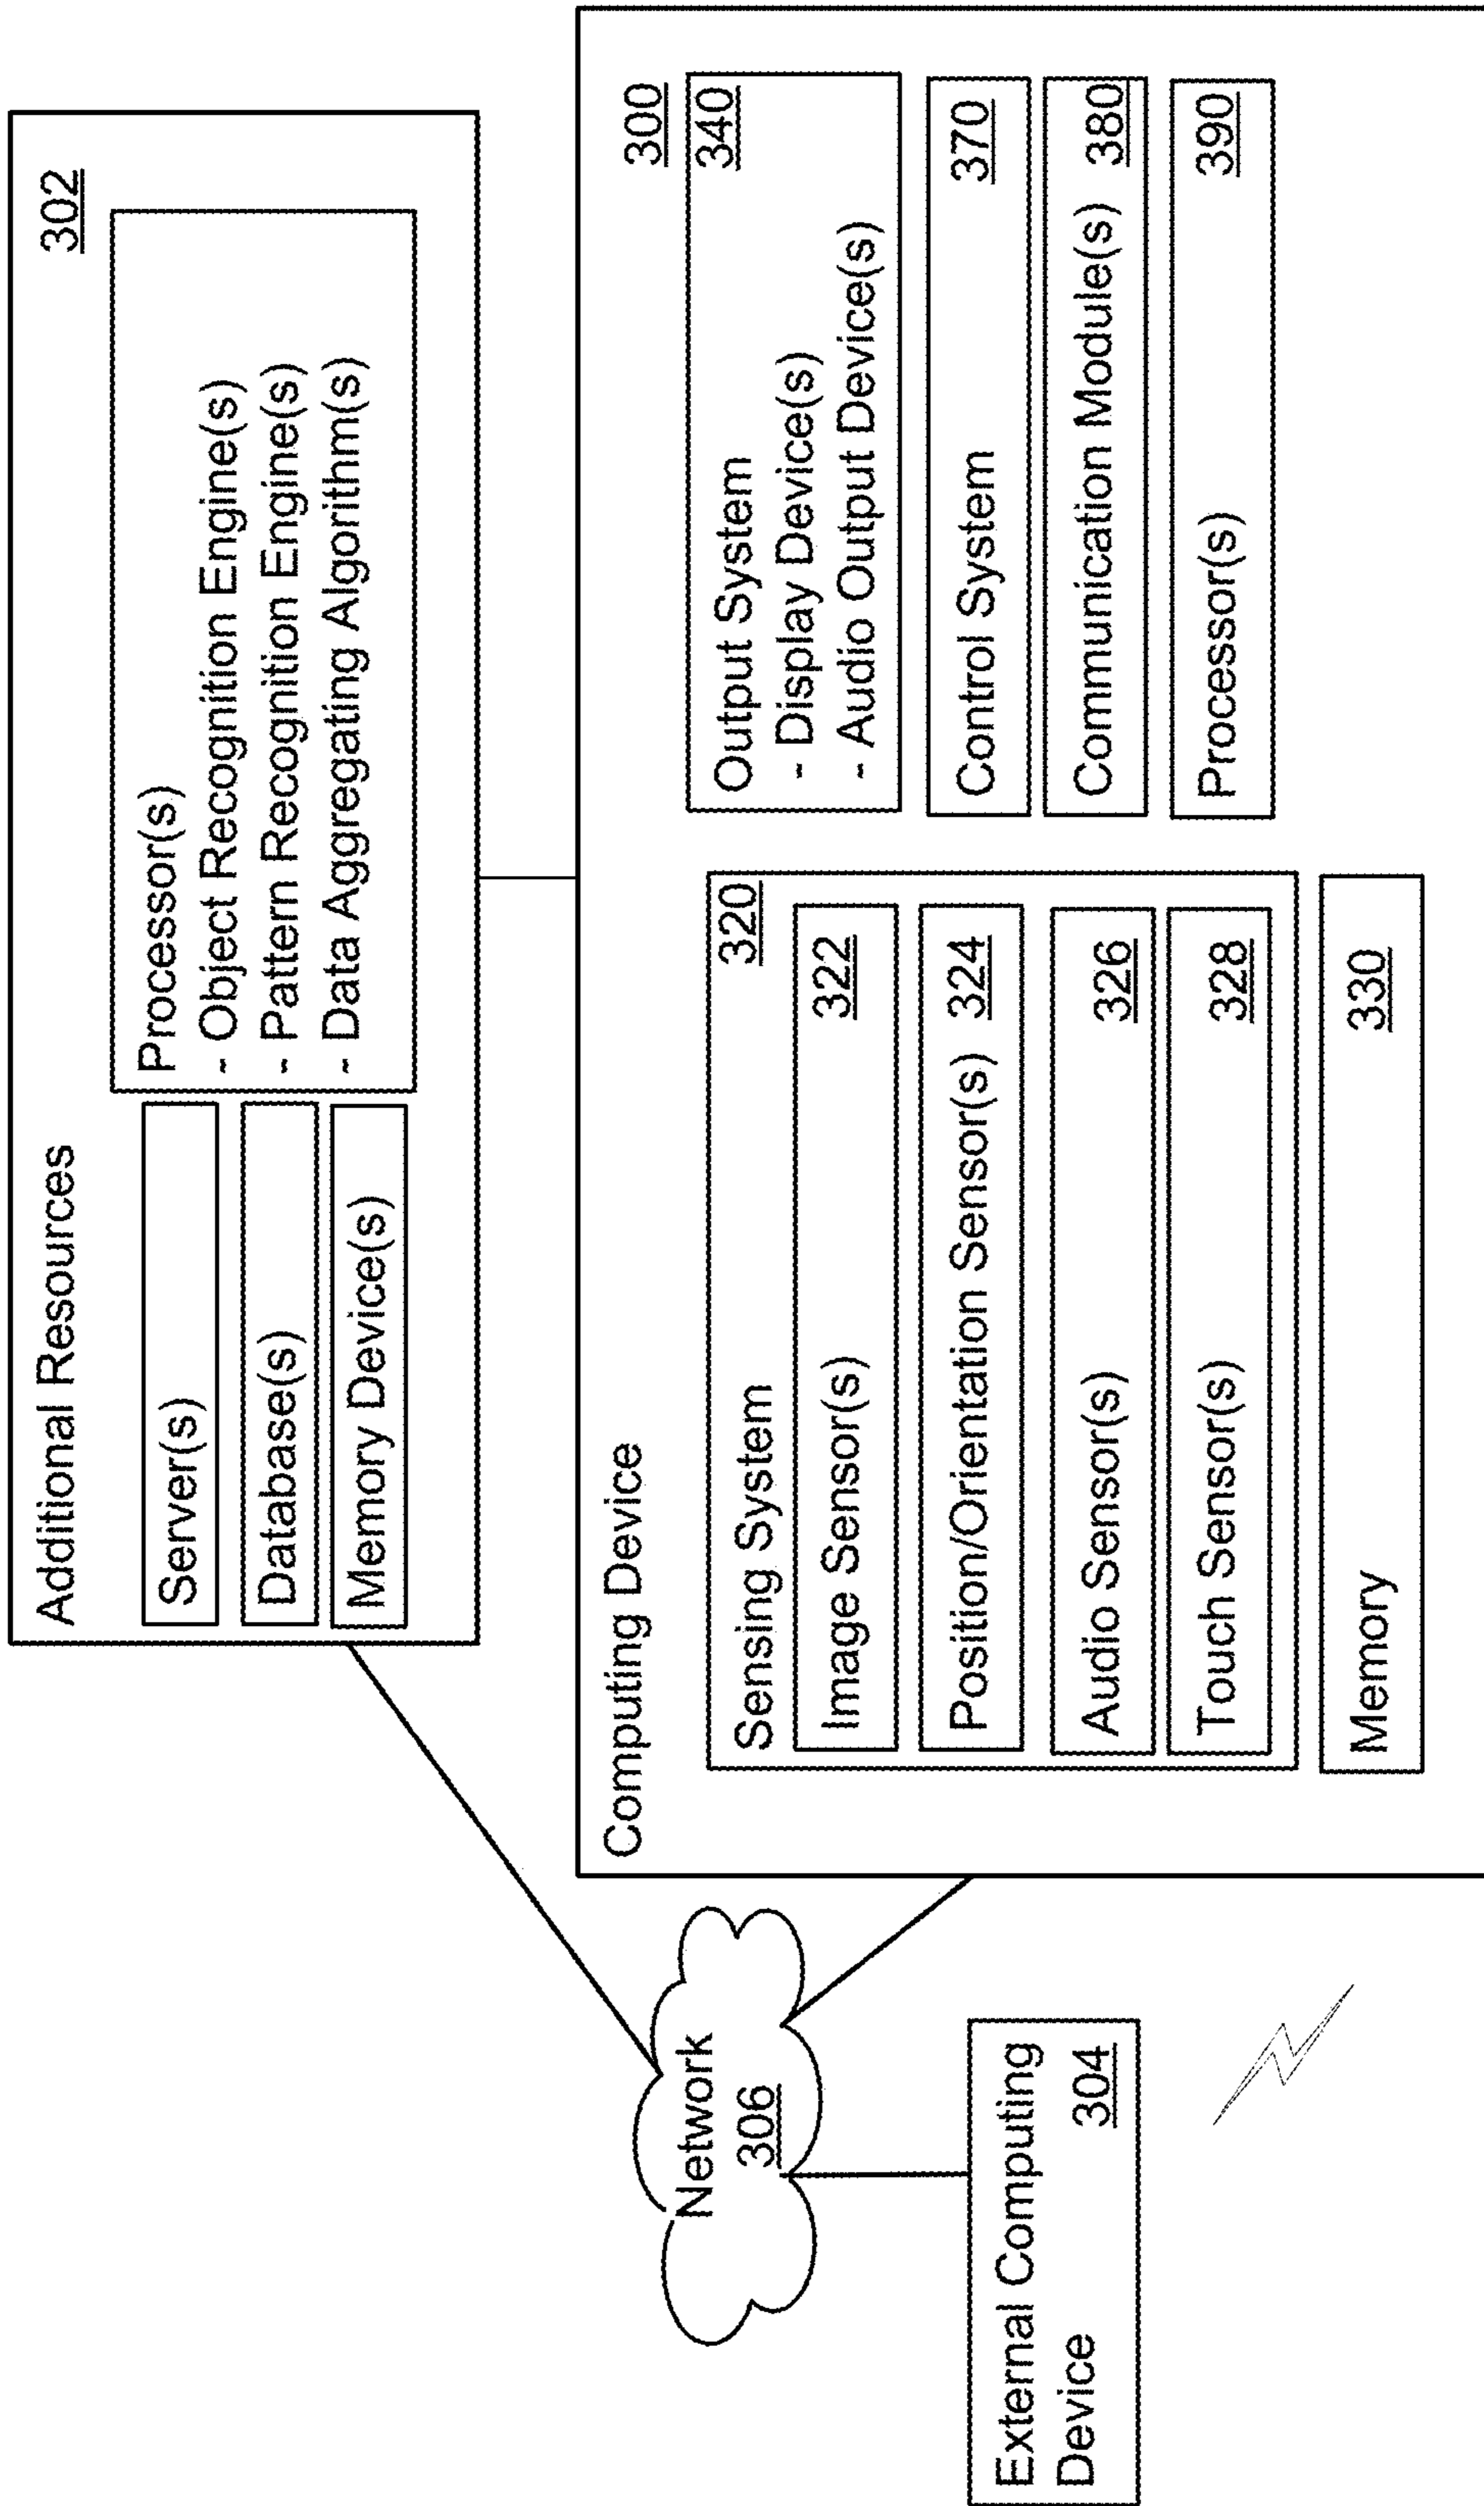 Additional Resources
302
Server(s)
Database(s)
Memory Device(s)
Processor(s)
- Object Recognition Engine(s)
- Pattern Recognition Engine(s)
- Data Aggregating Algorithm(s)
Network
306
External Computing
Device
304
Computing Device
300
Sensing System
320
Image Sensor(s)
322
Position/Orientation Sensor(s)
324
Audio Sensor(s)
326
Touch Sensor(s)
328
Memory
330
340
Output System
- Display Device(s)
- Audio Output Device(s)
Control System
370
Communication Module(s)
380
Processor(s)
390